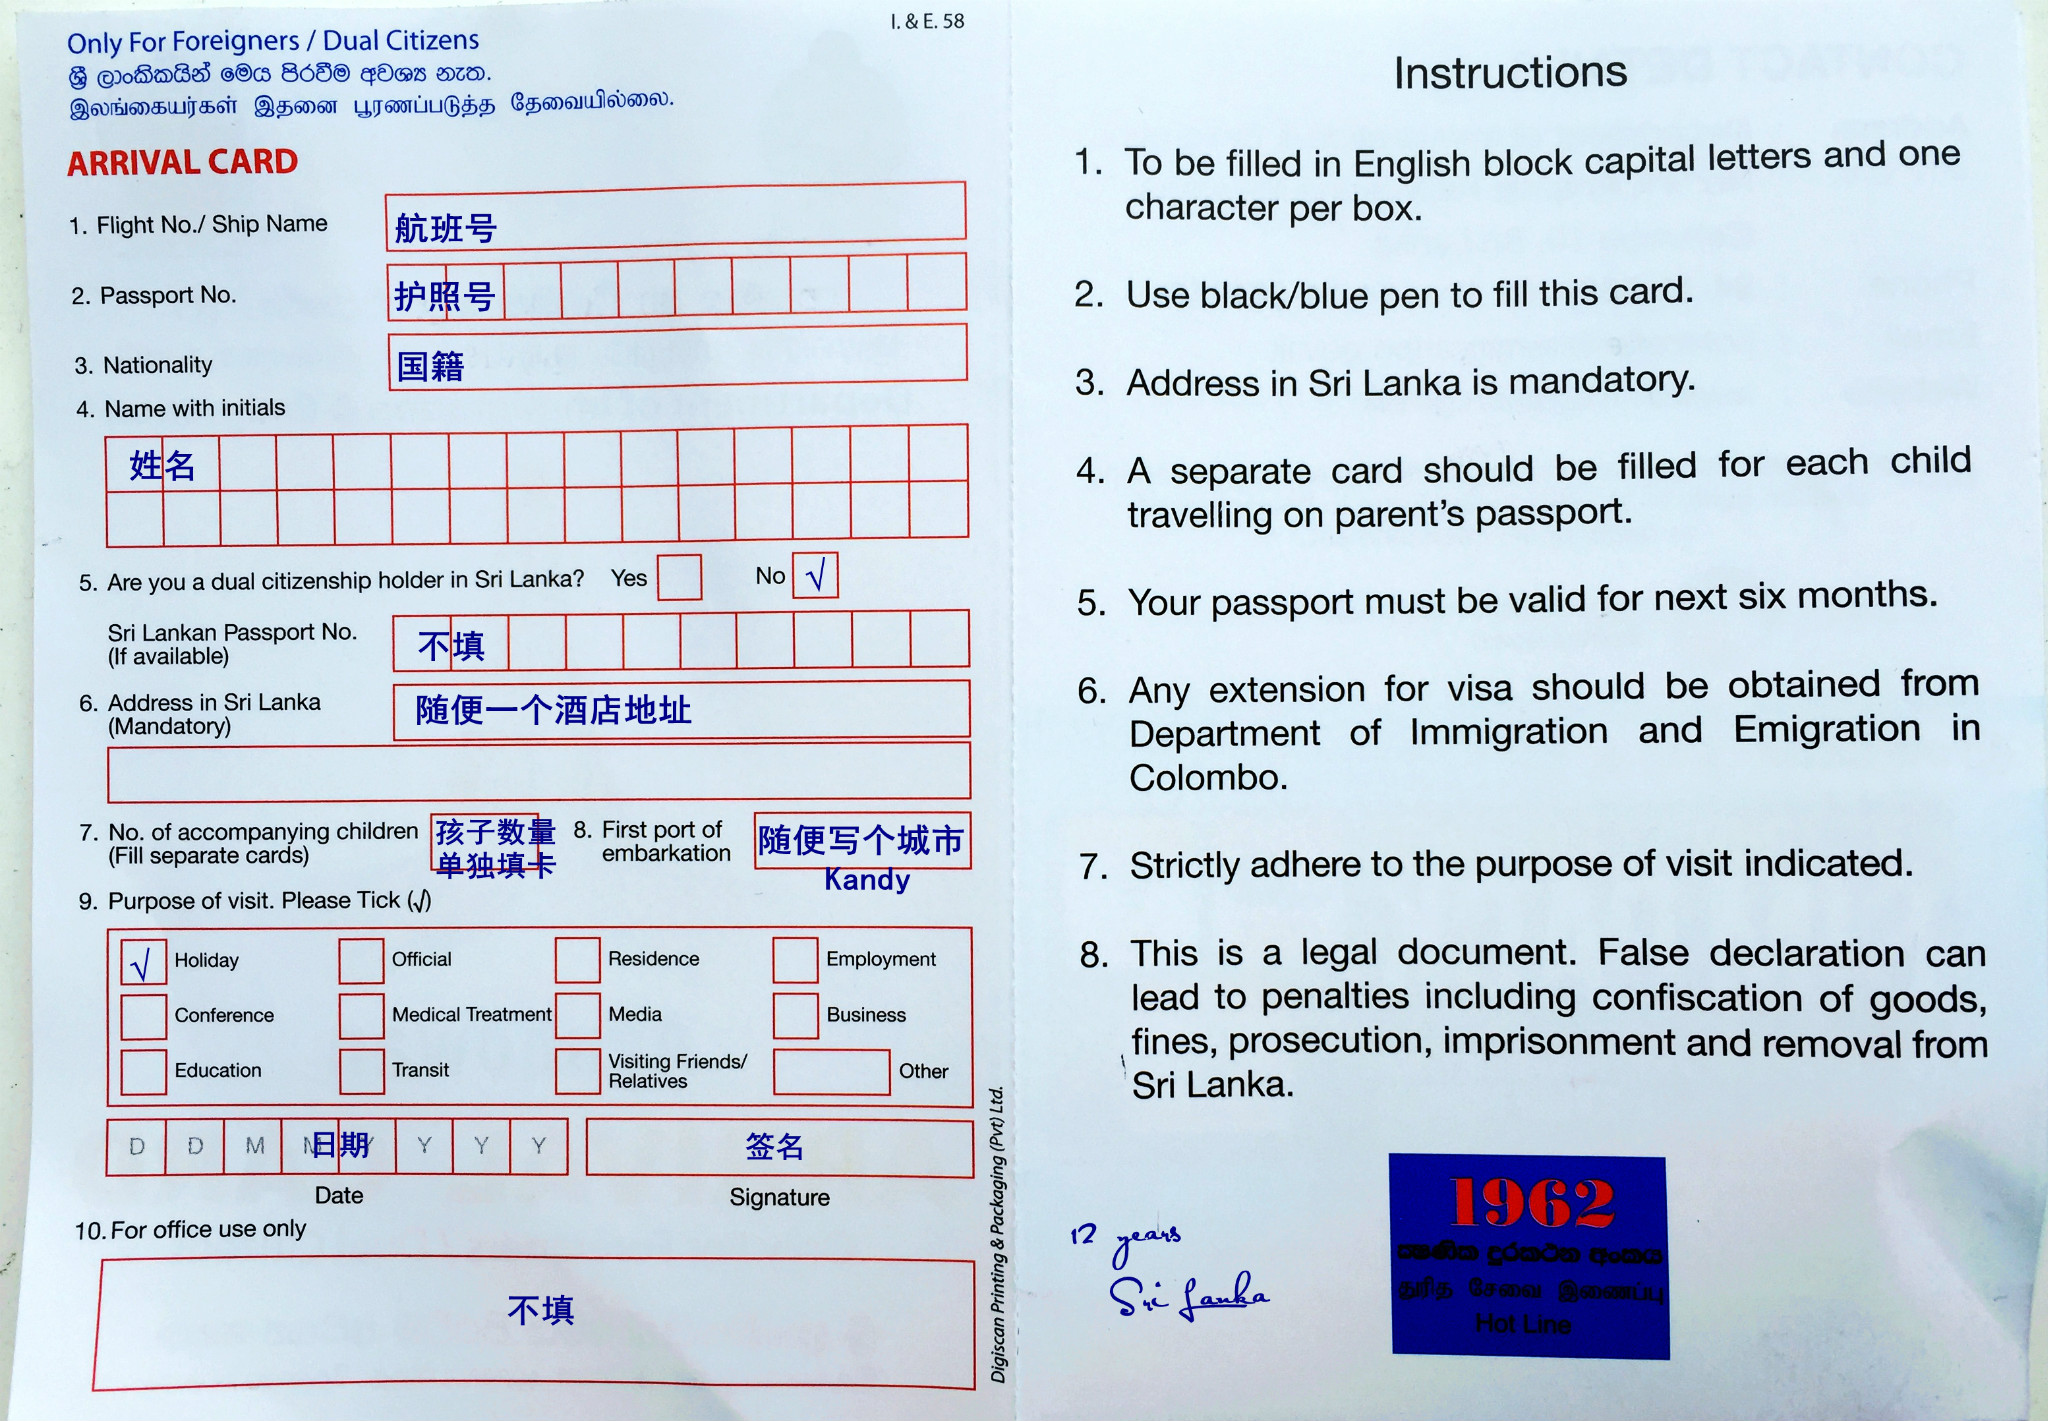 I. & E. 58
Only For Foreigners / Dual Citizens
ශ්‍රී ලාංකිකයින් මෙය පිරවීම අවශ්‍ය නැත.
இலங்கையர்கள் இதனை பூரணப்படுத்த தேவையில்லை.
ARRIVAL CARD
1. Flight No./ Ship Name 航班号
2. Passport No. 护照号
3. Nationality 国籍
4. Name with initials
姓名
5. Are you a dual citizenship holder in Sri Lanka? Yes No √
Sri Lankan Passport No. 不填
(If available)
6. Address in Sri Lanka 随便一个酒店地址
(Mandatory)
7. No. of accompanying children 孩子数量
(Fill separate cards) 单独填卡
8. First port of embarkation 随便写个城市
Kandy
9. Purpose of visit. Please Tick (√)
√ Holiday Official Residence Employment
Conference Medical Treatment Media Business
Education Transit Visiting Friends/ Relatives Other
D D M M Y Y Y Y 日期 签名
Date Signature
10. For office use only
不填
Digiscan Printing & Packaging (Pvt) Ltd.
Instructions
1. To be filled in English block capital letters and one
character per box.
2. Use black/blue pen to fill this card.
3. Address in Sri Lanka is mandatory.
4. A separate card should be filled for each child
travelling on parent's passport.
5. Your passport must be valid for next six months.
6. Any extension for visa should be obtained from
Department of Immigration and Emigration in
Colombo.
7. Strictly adhere to the purpose of visit indicated.
8. This is a legal document. False declaration can
lead to penalties including confiscation of goods,
fines, prosecution, imprisonment and removal from
Sri Lanka.
12 years
Sri Lanka
1962
ක්ෂණික දුරකථන අංකය
துரித சேவை இணைப்பு
Hot Line